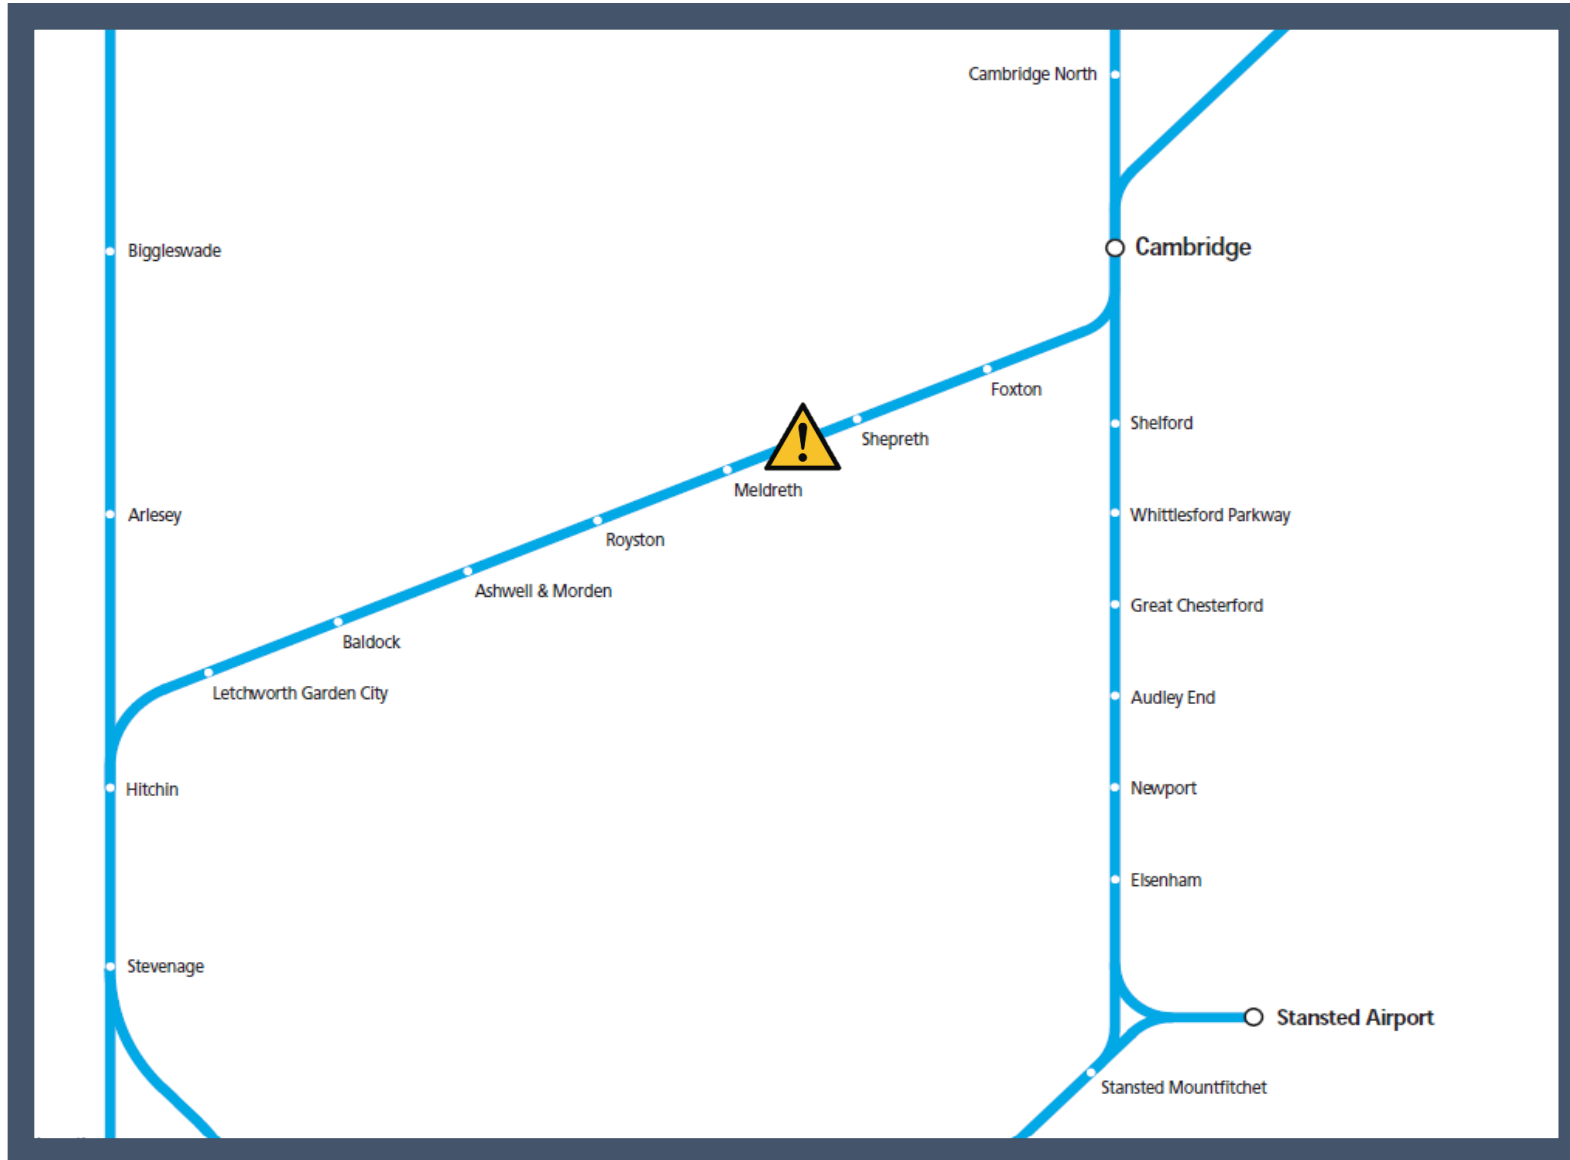 Cambridge North
Biggleswade
Cambridge
Foxton
Shelford
Shepreth
Meldreth
Arlesey
Whittlesford Parkway
Royston
Ashwell & Morden
Great Chesterford
Baldock
Letchworth Garden City
Audley End
Hitchin
Newport
Elsenham
Stevenage
Stansted Airport
Stansted Mountfitchet